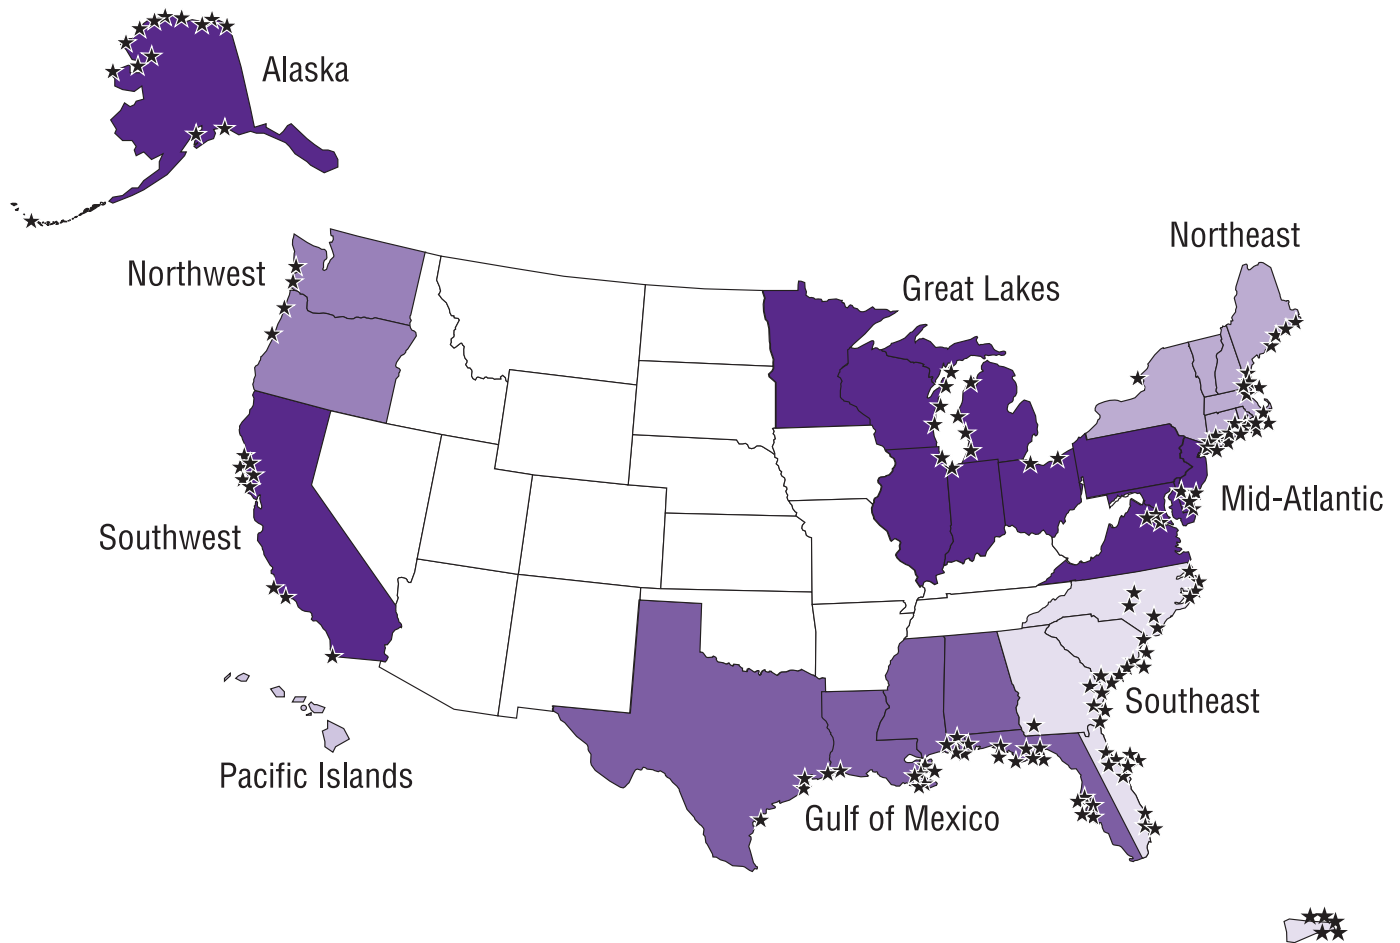 Alaska
Northeast
Northwest
Great Lakes
Mid-Atlantic
Southwest
Southeast
Pacific Islands
Gulf of Mexico